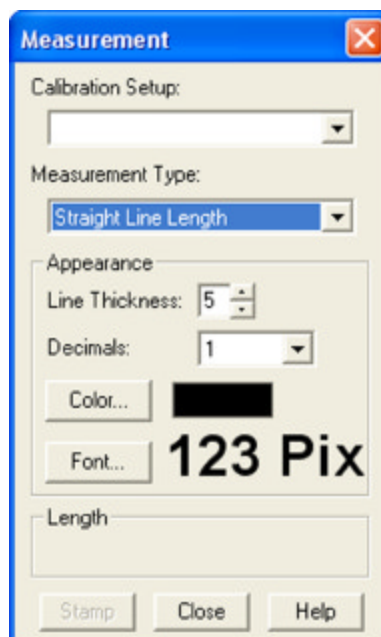 Measurement
Calibration Setup:
Measurement Type:
Straight Line Length
Appearance
Line Thickness: 5
Decimals: 1
Color...
Font... 123 Pix
Length
Stamp Close Help